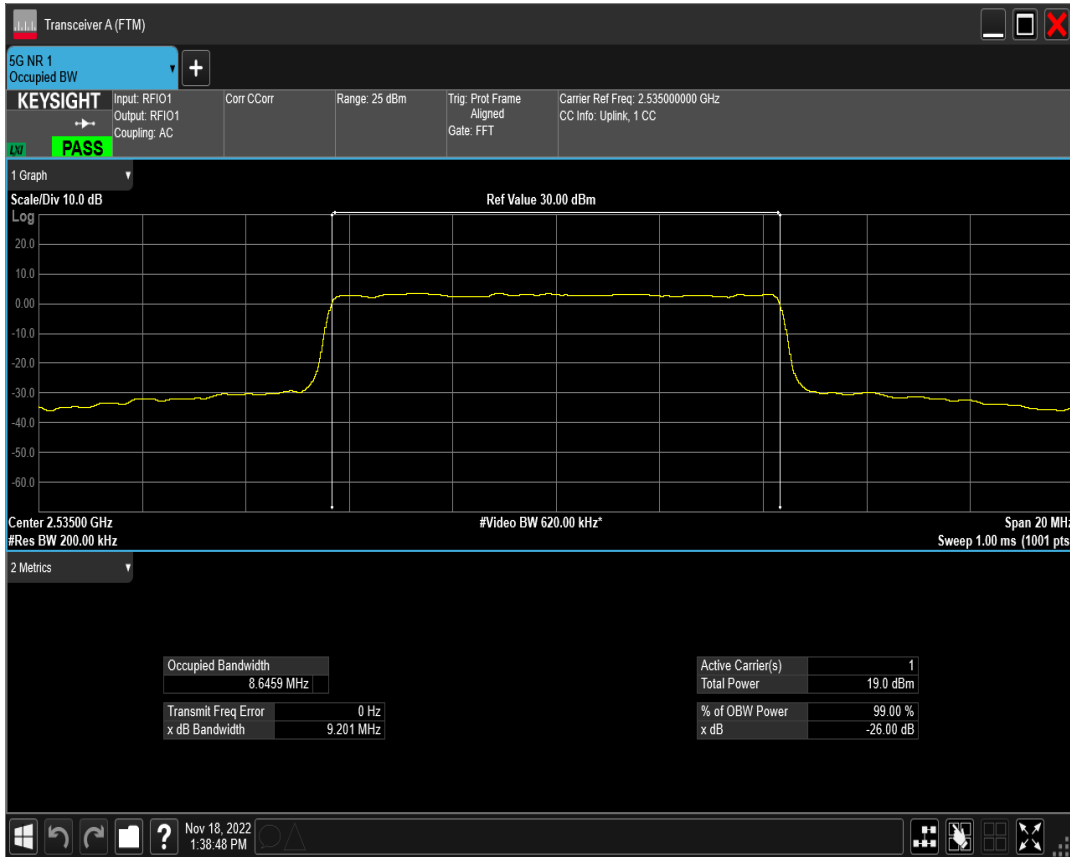 Transceiver A (FTM)
5G NR 1
Occupied BW
+
KEYSIGHT
LXI
PASS
Input: RFIO1
Output: RFIO1
Coupling: AC
Corr CCorr
Range: 25 dBm
Trig: Prot Frame
Aligned
Gate: FFT
Carrier Ref Freq: 2.535000000 GHz
CC Info: Uplink, 1 CC
1 Graph
Scale/Div 10.0 dB
Ref Value 30.00 dBm
Log
20.0
10.0
0.00
-10.0
-20.0
-30.0
-40.0
-50.0
-60.0
Center 2.53500 GHz
#Video BW 620.00 kHz*
Span 20 MHz
#Res BW 200.00 kHz
Sweep 1.00 ms (1001 pts
2 Metrics
Occupied Bandwidth
8.6459 MHz
Transmit Freq Error 0 Hz
x dB Bandwidth 9.201 MHz
Active Carrier(s) 1
Total Power 19.0 dBm
% of OBW Power 99.00 %
x dB -26.00 dB
?
Nov 18, 2022
1:38:48 PM